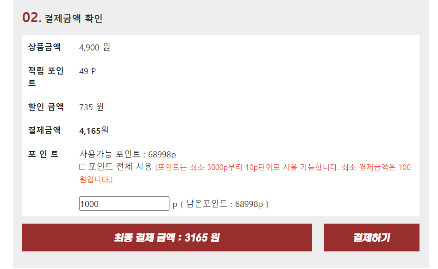 02. 결제금액 확인
상품금액 4,900 원
적립 포인트 49 P
할인 금액 735 원
결제금액 4,165원
포 인 트 사용가능 포인트 : 68998p
포인트 전체 사용 (포인트는 최소 3000p부터 10p단위로 사용 가능합니다. 최소 결제금액은 100
원입니다.)
1000 p ( 남은포인트 : 68998p )
최종 결제 금액 : 3165 원 결제하기